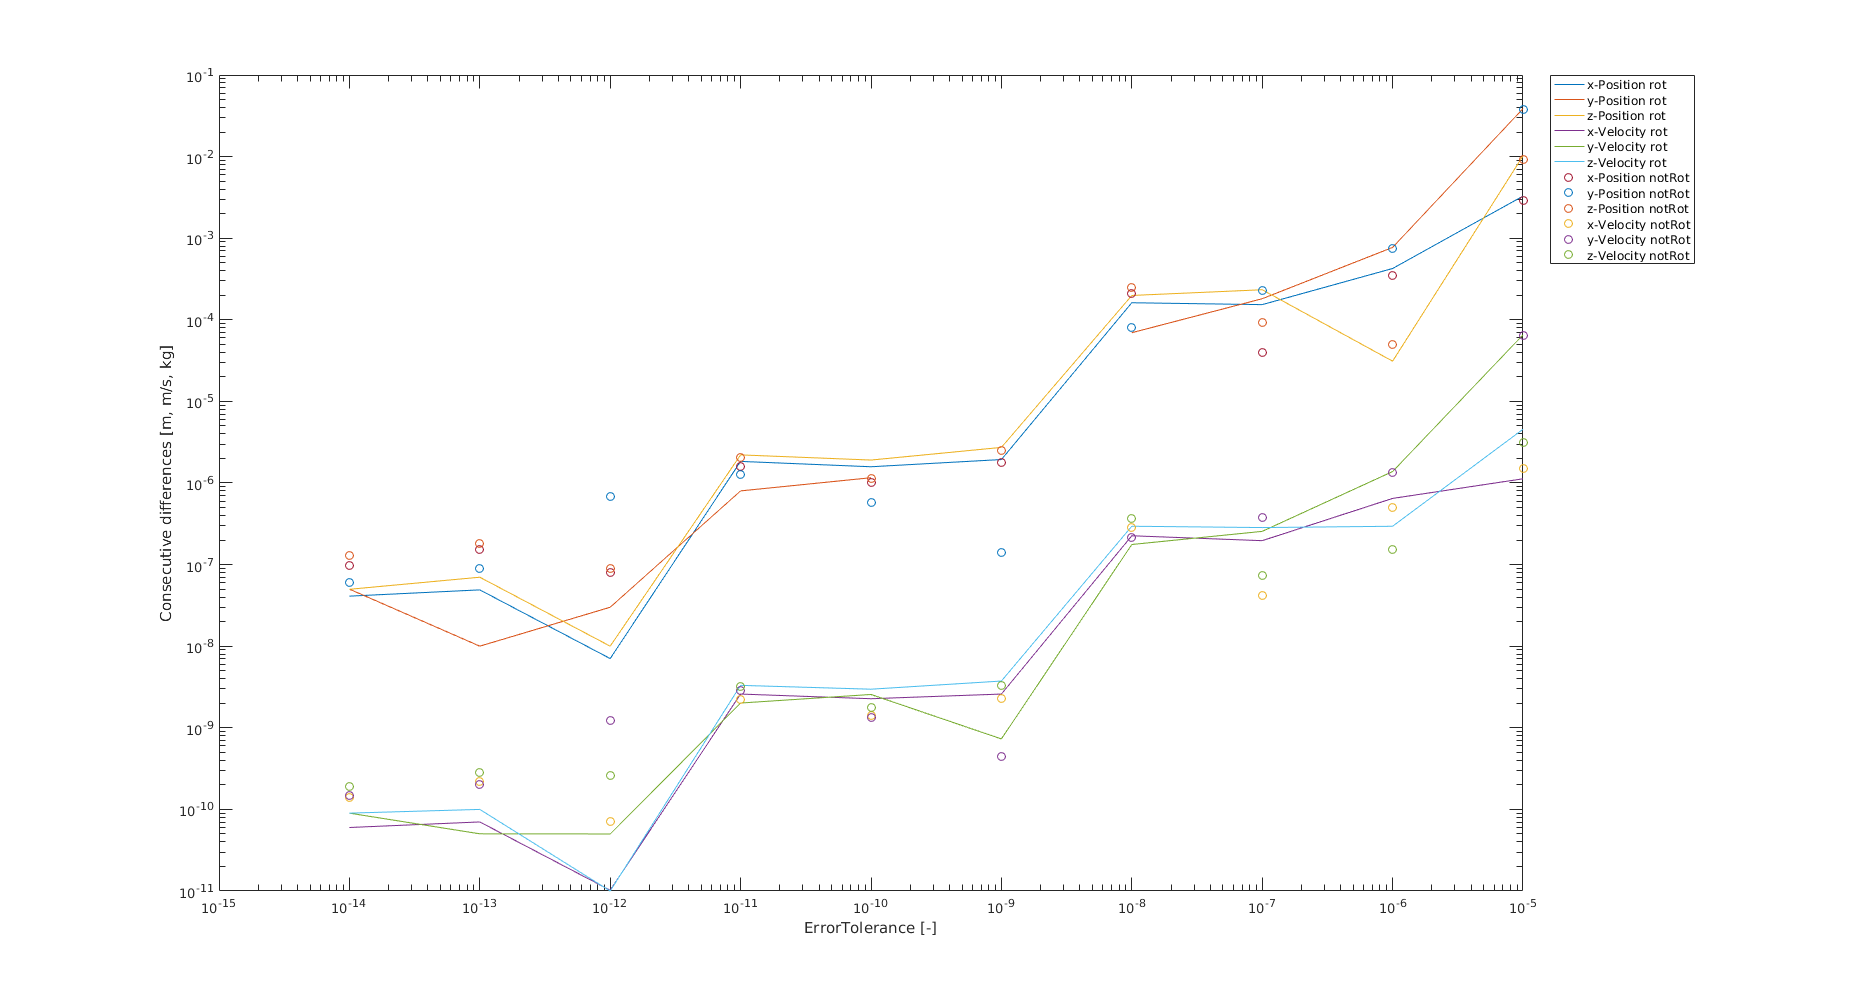 10^-1
10^-2
10^-3
10^-4
10^-5
10^-6
10^-7
10^-8
10^-9
10^-10
10^-11
Consecutive differences [m, m/s, kg]
10^-15 10^-14 10^-13 10^-12 10^-11 10^-10 10^-9 10^-8 10^-7 10^-6 10^-5
ErrorTolerance [-]
x-Position rot
y-Position rot
z-Position rot
x-Velocity rot
y-Velocity rot
z-Velocity rot
x-Position notRot
y-Position notRot
z-Position notRot
x-Velocity notRot
y-Velocity notRot
z-Velocity notRot